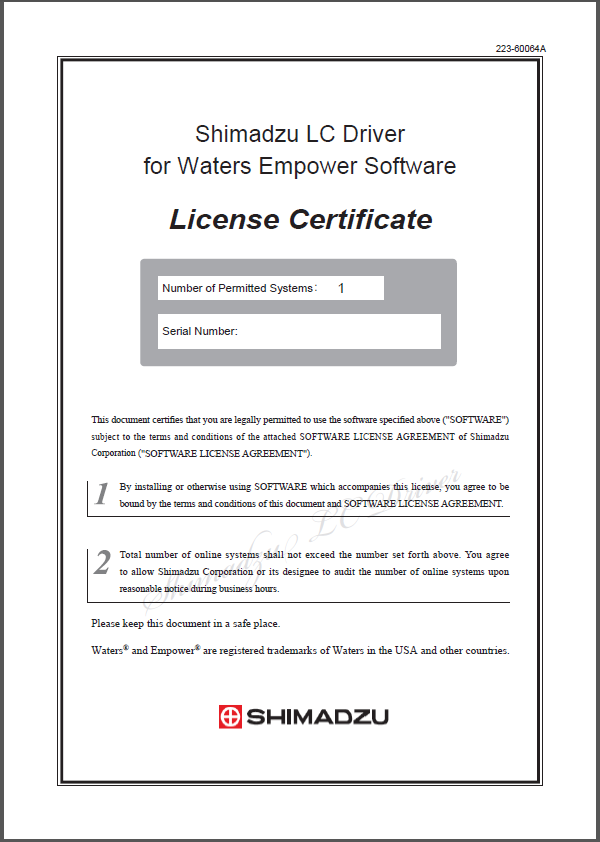 223-60064A
Shimadzu LC Driver
for Waters Empower Software
License Certificate
Number of Permitted Systems: 1
Serial Number:
This document certifies that you are legally permitted to use the software specified above ("SOFTWARE")
subject to the terms and conditions of the attached SOFTWARE LICENSE AGREEMENT of Shimadzu
Corporation ("SOFTWARE LICENSE AGREEMENT").
1
By installing or otherwise using SOFTWARE which accompanies this license, you agree to be
bound by the terms and conditions of this document and SOFTWARE LICENSE AGREEMENT.
Shimadzu LC Driver
2
Total number of online systems shall not exceed the number set forth above. You agree
to allow Shimadzu Corporation or its designee to audit the number of online systems upon
reasonable notice during business hours.
Please keep this document in a safe place.
Waters® and Empower® are registered trademarks of Waters in the USA and other countries.
SHIMADZU